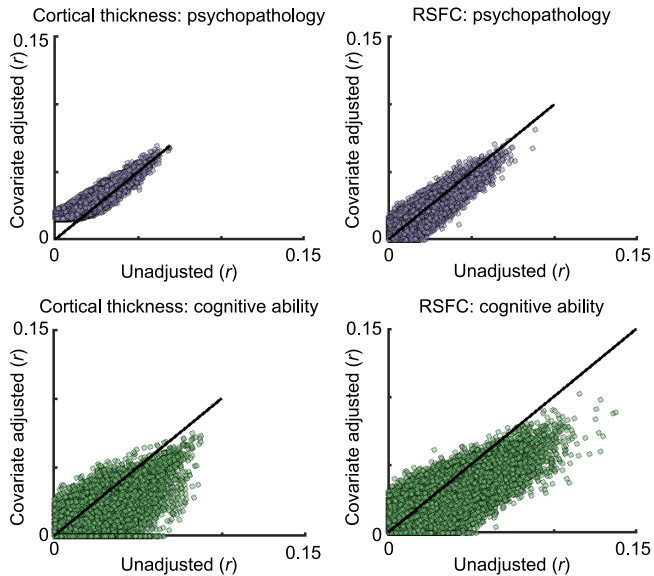 Cortical thickness: psychopathology
0.15
Covariate adjusted (r)
0
0
Unadjusted (r)
0.15
RSFC: psychopathology
0.15
Covariate adjusted (r)
0
0
Unadjusted (r)
0.15
Cortical thickness: cognitive ability
0.15
Covariate adjusted (r)
0
0
Unadjusted (r)
0.15
RSFC: cognitive ability
0.15
Covariate adjusted (r)
0
0
Unadjusted (r)
0.15